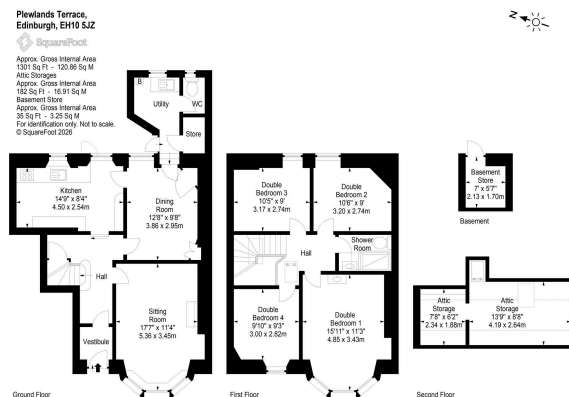 Plewlands Terrace,
Edinburgh, EH10 5JZ
SquareFoot
Approx. Gross Internal Area
1301 Sq Ft - 120.86 Sq M
Attic Storages
Approx. Gross Internal Area
182 Sq Ft - 16.91 Sq M
Basement Store
Approx. Gross Internal Area
35 Sq Ft - 3.25 Sq M
For identification only. Not to scale.
© SquareFoot 2026
N
B
Utility
WC
Store
Kitchen
14'9" x 8'4"
4.50 x 2.54m
Dining
Room
12'8" x 9'8"
3.86 x 2.95m
Hall
Sitting
Room
17'7" x 11'4"
5.36 x 3.45m
Vestibule
Ground Floor
Double
Bedroom 3
10'5" x 9'
3.17 x 2.74m
Double
Bedroom 2
10'6" x 9'
3.20 x 2.74m
Hall
Shower
Room
Double
Bedroom 4
9'10" x 9'3"
3.00 x 2.82m
Double
Bedroom 1
15'11" x 11'3"
4.85 x 3.43m
First Floor
Basement
Store
7' x 5'7"
2.13 x 1.70m
Basement
Attic
Storage
7'8" x 6'2"
2.34 x 1.88m
Attic
Storage
13'9" x 8'8"
4.19 x 2.64m
Second Floor